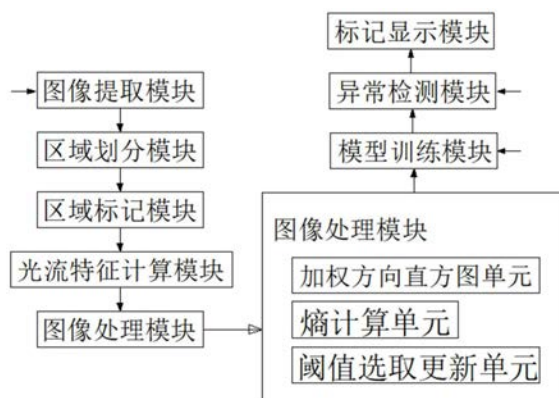 图像提取模块
区域划分模块
区域标记模块
光流特征计算模块
图像处理模块
标记显示模块
异常检测模块
模型训练模块
图像处理模块
加权方向直方图单元
熵计算单元
阈值选取更新单元